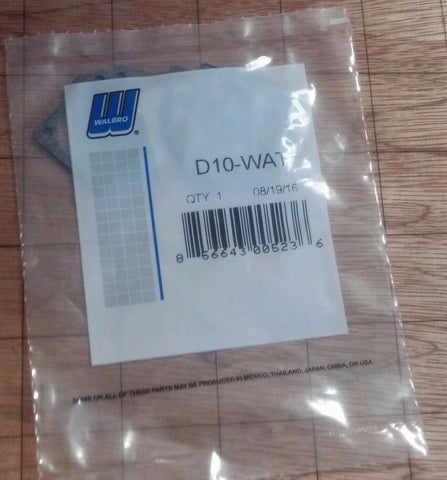 WALBRO
®
D10-WAT
QTY 1 08/19/16
8 56643 00523 6
SOME OR ALL OF THESE PARTS MAY BE PRODUCED IN MEXICO, THAILAND, JAPAN, CHINA, OR USA